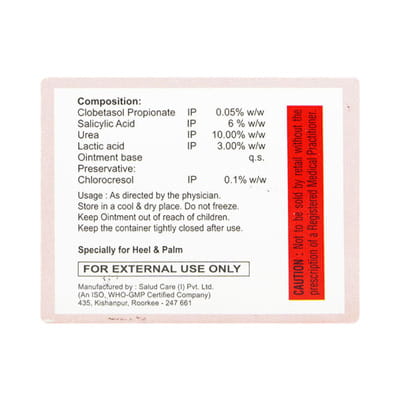 Composition:
Clobetasol Propionate IP 0.05% w/w
Salicylic Acid IP 6 % w/w
Urea IP 10.00% w/w
Lactic acid IP 3.00% w/w
Ointment base q.s.
Preservative:
Chlorocresol IP 0.1% w/w
Usage : As directed by the physician.
Store in a cool & dry place. Do not freeze.
Keep Ointment out of reach of children.
Keep the container tightly closed after use.
Specially for Heel & Palm
FOR EXTERNAL USE ONLY
Manufactured by : Salud Care (I) Pvt. Ltd.
(An ISO, WHO-GMP Certified Company)
435, Kishanpur, Roorkee - 247 661
CAUTION : Not to be sold by retail without the
prescription of a Registered Medical Practitioner.